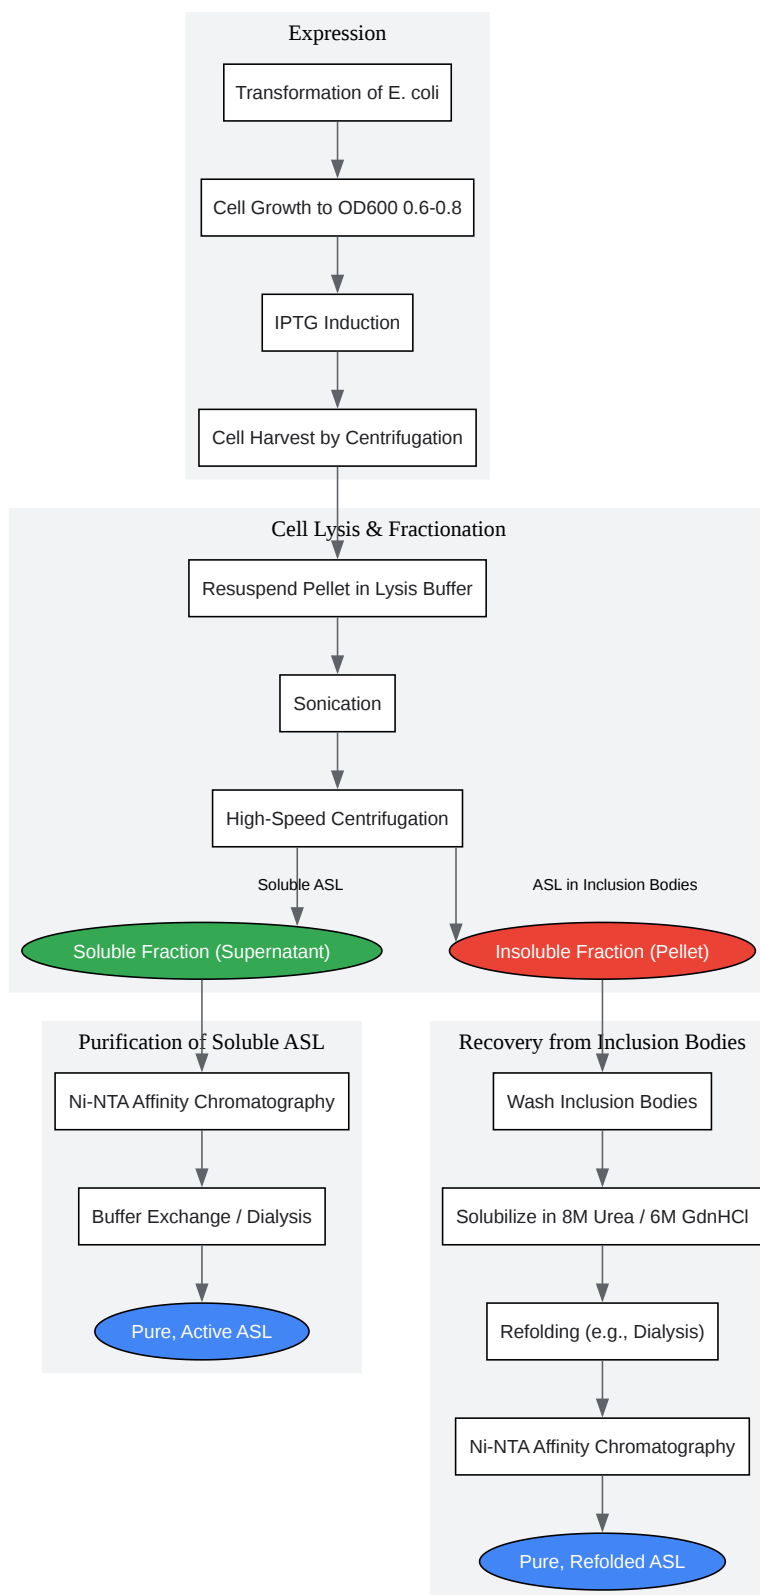 Expression
Transformation of E. coli
Cell Growth to OD600 0.6-0.8
IPTG Induction
Cell Harvest by Centrifugation
Cell Lysis & Fractionation
Resuspend Pellet in Lysis Buffer
Sonication
High-Speed Centrifugation
Soluble ASL
ASL in Inclusion Bodies
Soluble Fraction (Supernatant)
Insoluble Fraction (Pellet)
Purification of Soluble ASL
Ni-NTA Affinity Chromatography
Buffer Exchange / Dialysis
Pure, Active ASL
Recovery from Inclusion Bodies
Wash Inclusion Bodies
Solubilize in 8M Urea / 6M GdnHCl
Refolding (e.g., Dialysis)
Ni-NTA Affinity Chromatography
Pure, Refolded ASL